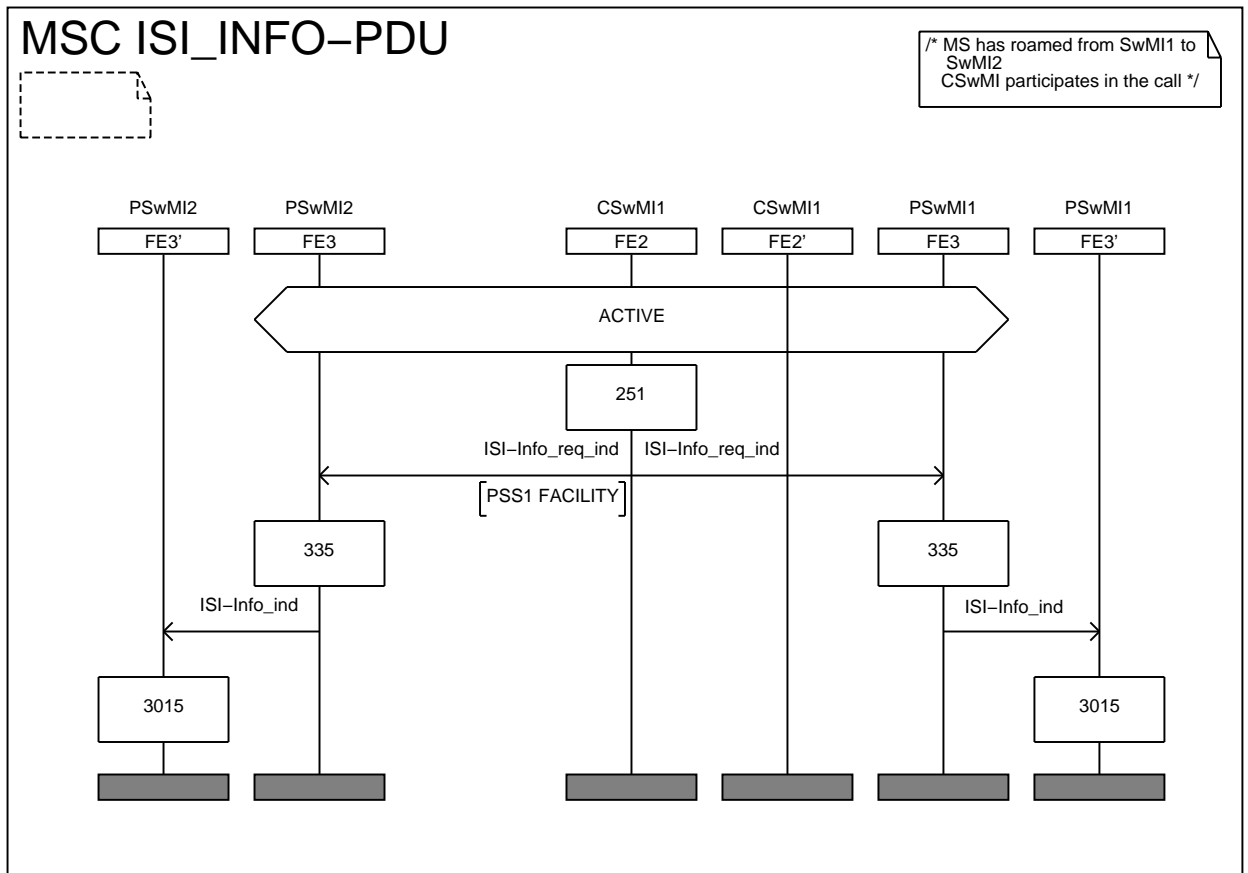 MSC ISI_INFO−PDU
/* MS has roamed from SwMI1 to
SwMI2
CSwMI participates in the call */
PSwMI2 PSwMI2 CSwMI1 CSwMI1 PSwMI1 PSwMI1
FE3' FE3 FE2 FE2' FE3 FE3'
ACTIVE
251
ISI−Info_req_ind ISI−Info_req_ind
PSS1 FACILITY
335 335
ISI−Info_ind ISI−Info_ind
3015 3015